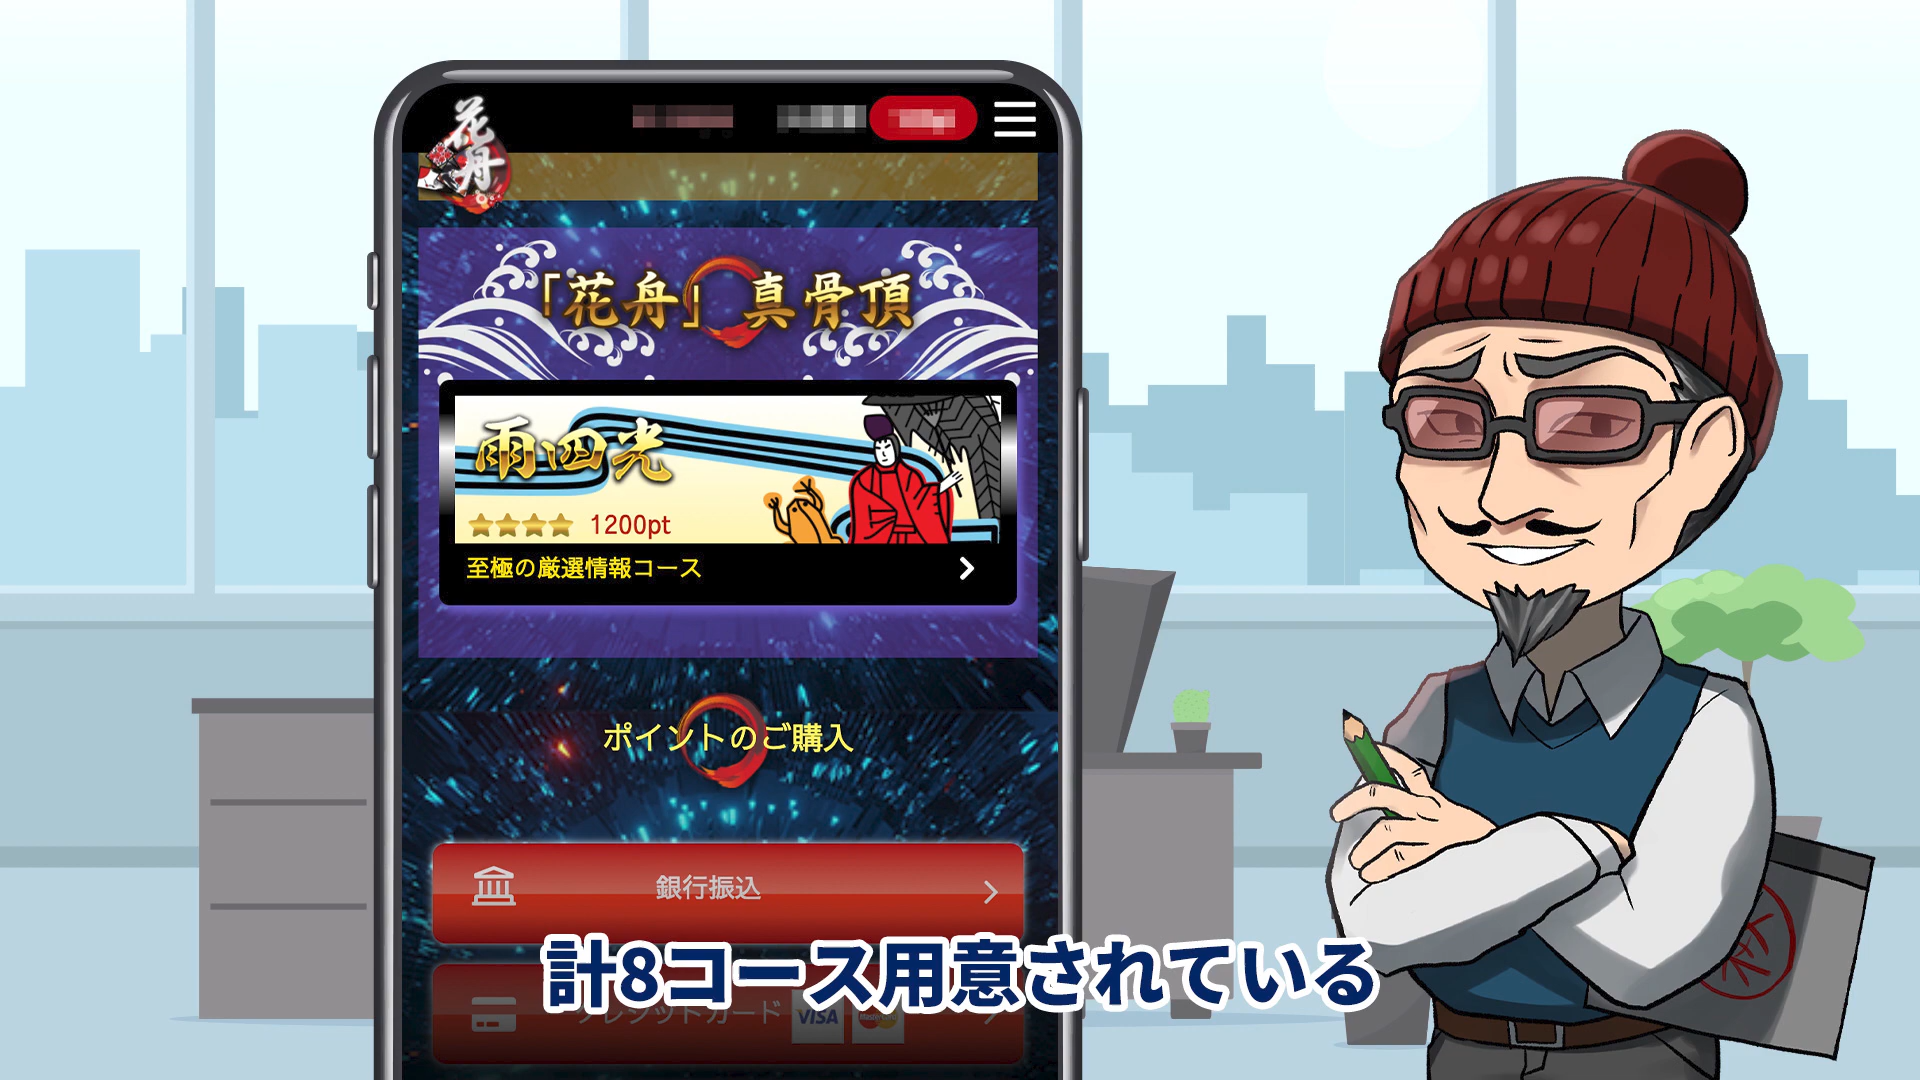 花舟
「花舟」真骨頂
雨四光
1200pt
至極の厳選情報コース
ポイントのご購入
銀行振込
クレジットカード VISA MasterCard
計8コース用意されている